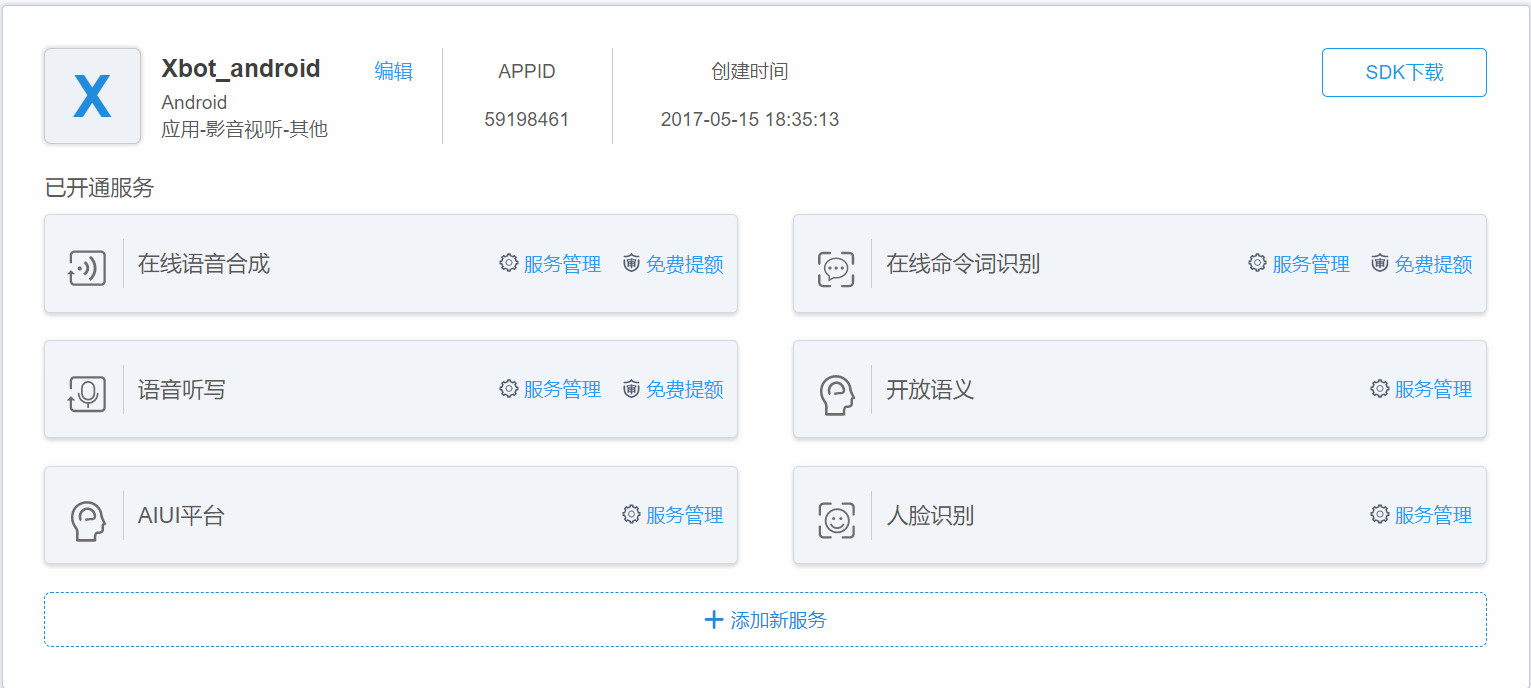 X
Xbot_android 编辑
Android
应用-影音视听-其他
APPID
59198461
创建时间
2017-05-15 18:35:13
SDK下载
已开通服务
在线语音合成 服务管理 审 免费提额
在线命令词识别 服务管理 审 免费提额
语音听写 服务管理 审 免费提额
开放语义 服务管理
AIUI平台 服务管理
人脸识别 服务管理
+ 添加新服务